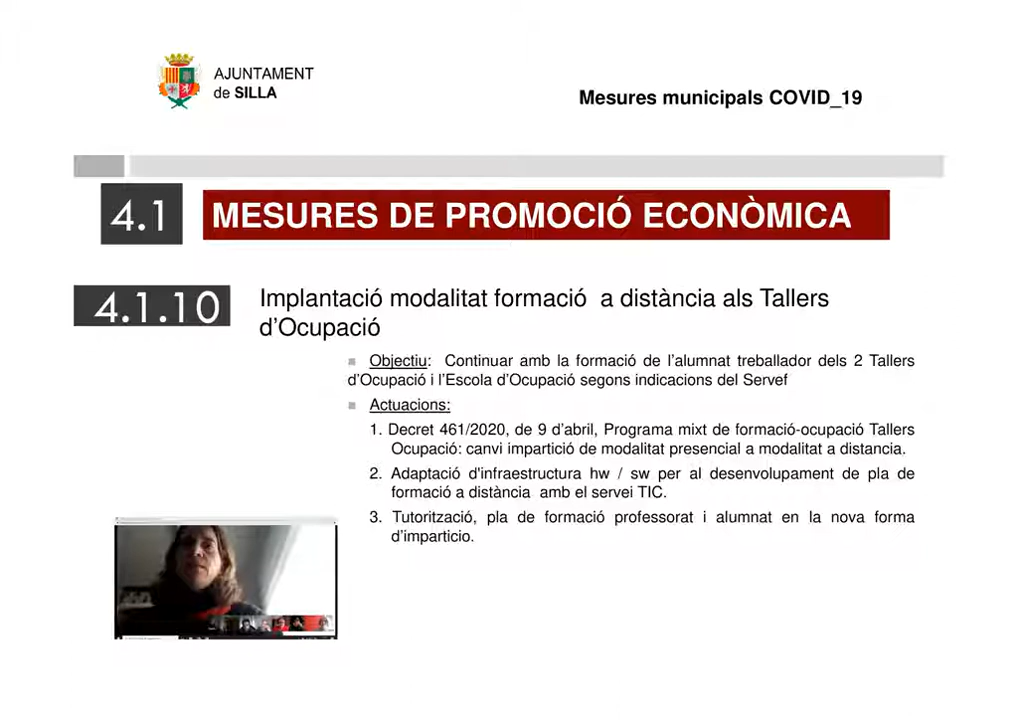 AJUNTAMENT
de SILLA
Mesures municipals COVID_19
4.1
MESURES DE PROMOCIÓ ECONÒMICA
4.1.10
Implantació modalitat formació a distància als Tallers
d'Ocupació
Objectiu: Continuar amb la formació de l'alumnat treballador dels 2 Tallers
d'Ocupació i l'Escola d'Ocupació segons indicacions del Servef
Actuacions:
1. Decret 461/2020, de 9 d'abril, Programa mixt de formació-ocupació Tallers
Ocupació: canvi impartició de modalitat presencial a modalitat a distancia.
2. Adaptació d'infraestructura hw / sw per al desenvolupament de pla de
formació a distància amb el servei TIC.
3. Tutorització, pla de formació professorat i alumnat en la nova forma
d'imparticio.